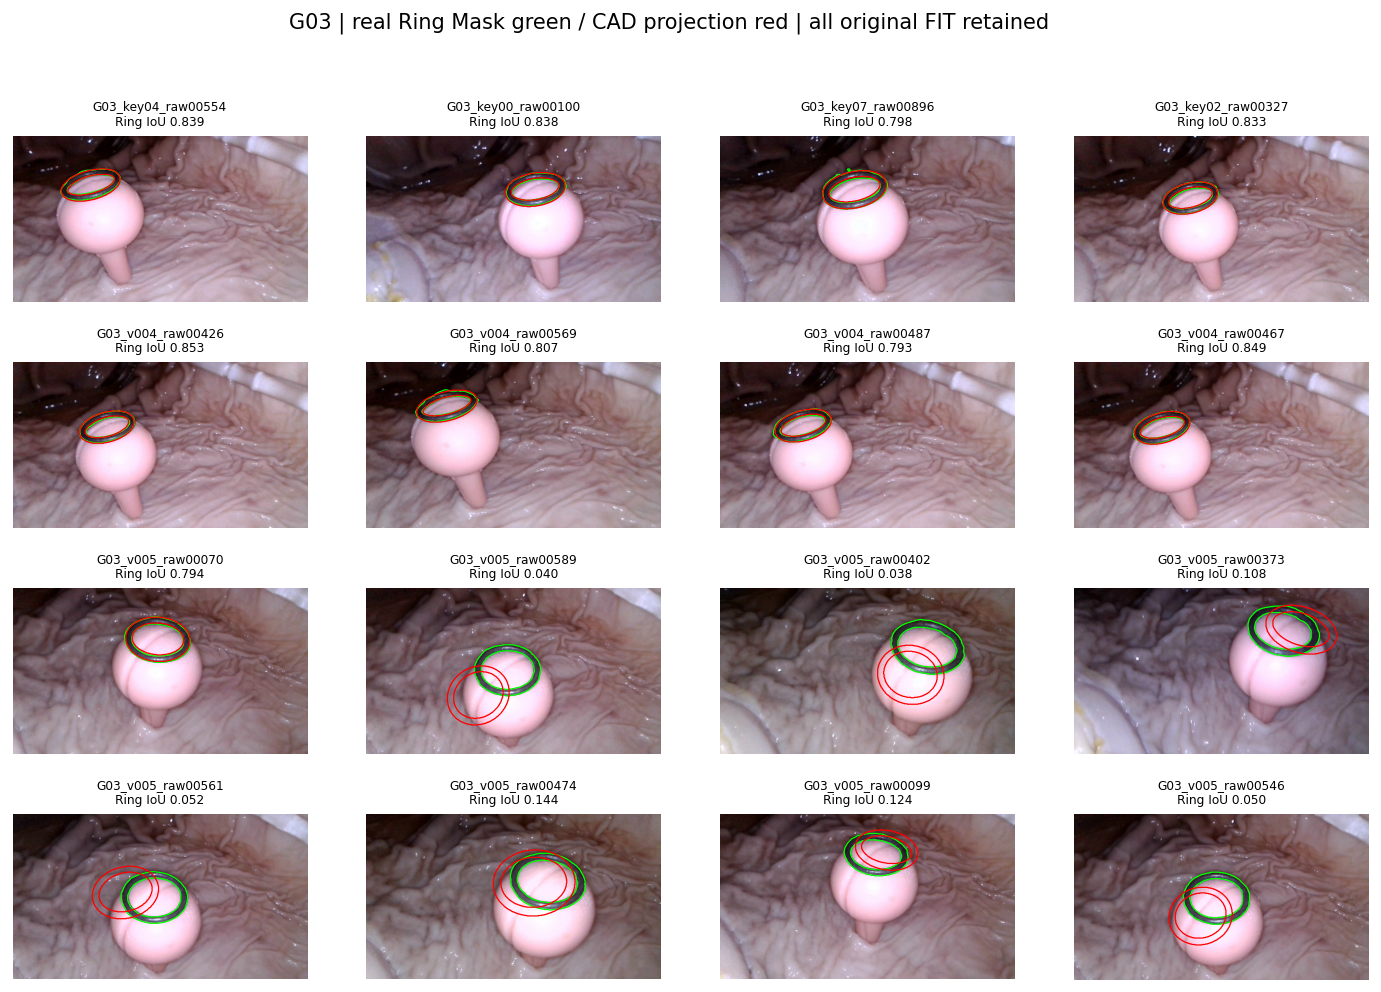 G03 | real Ring Mask green / CAD projection red | all original FIT retained
G03_key04_raw00554
Ring IoU 0.839
G03_key00_raw00100
Ring IoU 0.838
G03_key07_raw00896
Ring IoU 0.798
G03_key02_raw00327
Ring IoU 0.833
G03_v004_raw00426
Ring IoU 0.853
G03_v004_raw00569
Ring IoU 0.807
G03_v004_raw00487
Ring IoU 0.793
G03_v004_raw00467
Ring IoU 0.849
G03_v005_raw00070
Ring IoU 0.794
G03_v005_raw00589
Ring IoU 0.040
G03_v005_raw00402
Ring IoU 0.038
G03_v005_raw00373
Ring IoU 0.108
G03_v005_raw00561
Ring IoU 0.052
G03_v005_raw00474
Ring IoU 0.144
G03_v005_raw00099
Ring IoU 0.124
G03_v005_raw00546
Ring IoU 0.050